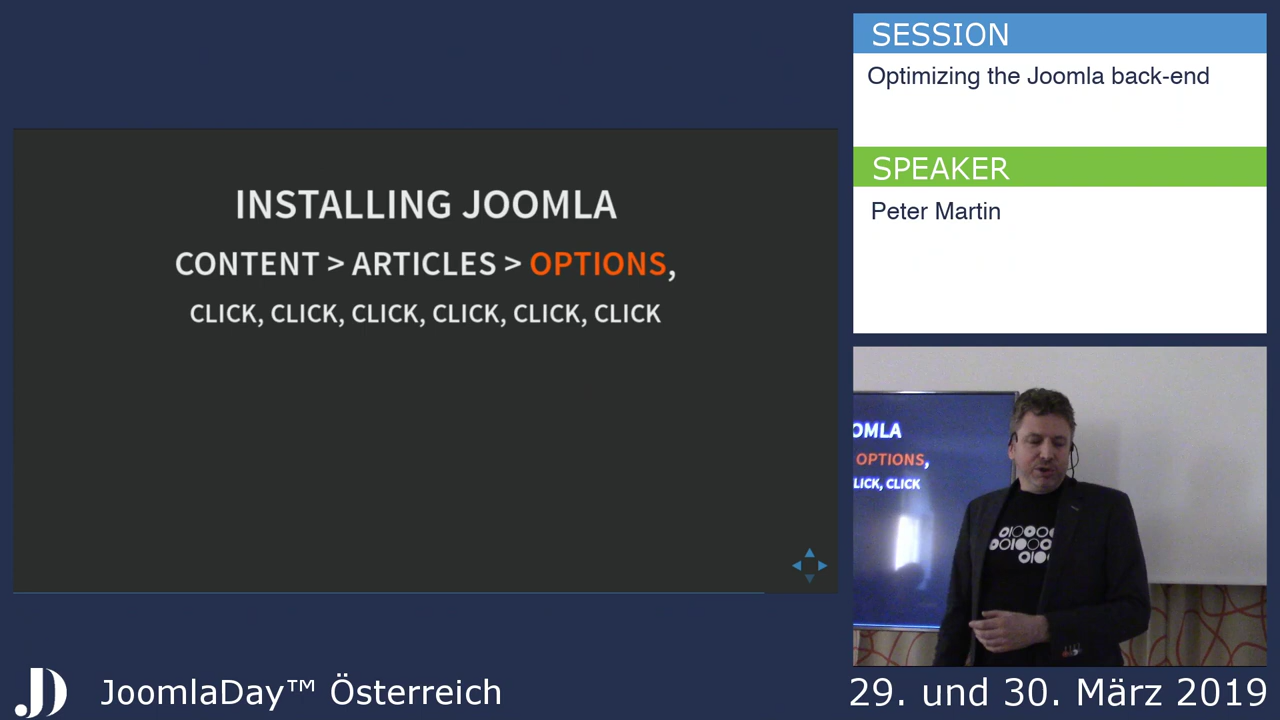 SESSION
Optimizing the Joomla back-end
SPEAKER
Peter Martin
INSTALLING JOOMLA
CONTENT > ARTICLES > OPTIONS,
CLICK, CLICK, CLICK, CLICK, CLICK, CLICK
OMLA
OPTIONS,
LICK, CLICK
JoomlaDay™ Österreich
29. und 30. März 2019